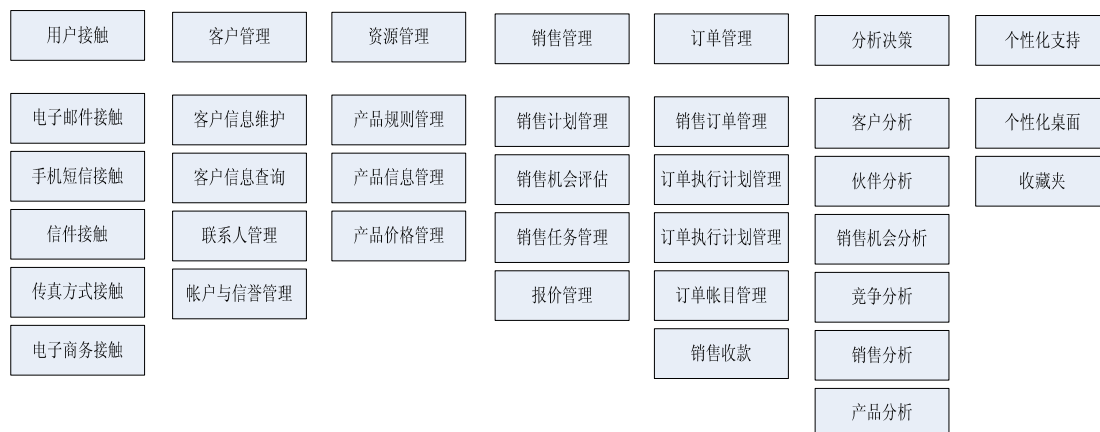 用户接触
客户管理
资源管理
销售管理
订单管理
分析决策
个性化支持
电子邮件接触
手机短信接触
信件接触
传真方式接触
电子商务接触
客户信息维护
客户信息查询
联系人管理
帐户与信誉管理
产品规则管理
产品信息管理
产品价格管理
销售计划管理
销售机会评估
销售任务管理
报价管理
销售订单管理
订单执行计划管理
订单执行计划管理
订单帐目管理
销售收款
客户分析
伙伴分析
销售机会分析
竞争分析
销售分析
产品分析
个性化桌面
收藏夹